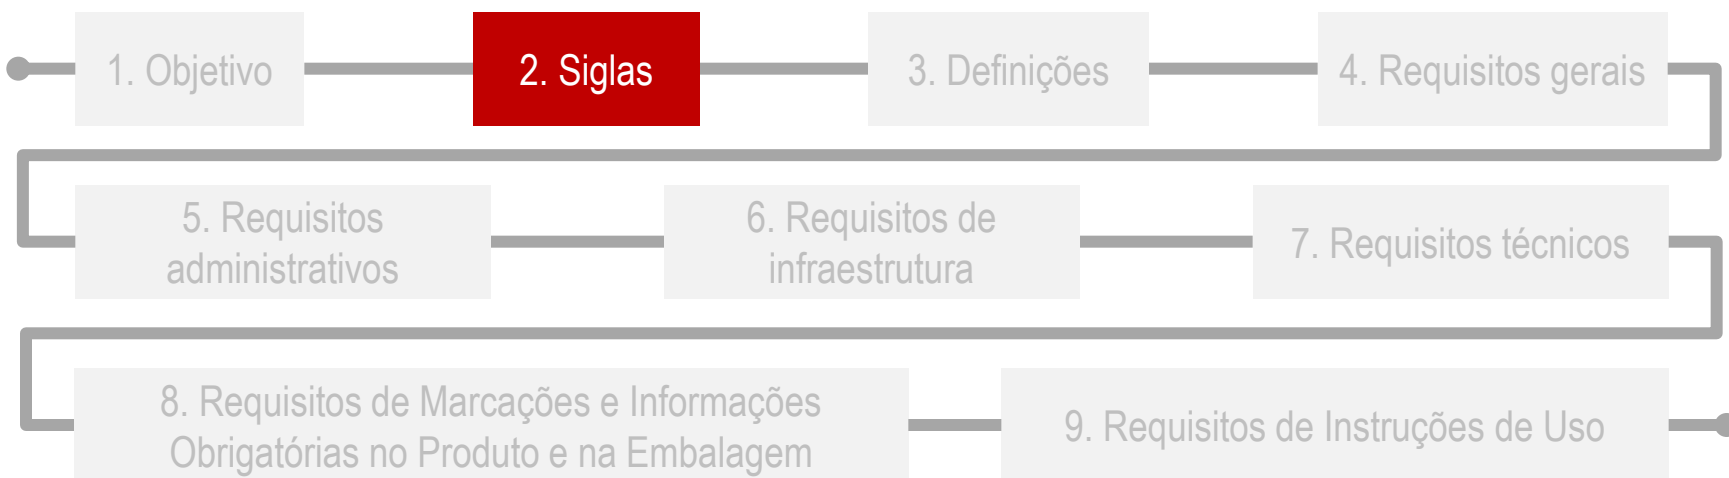 1. Objetivo
2. Siglas
3. Definições
4. Requisitos gerais
5. Requisitos
administrativos
6. Requisitos de
infraestrutura
7. Requisitos técnicos
8. Requisitos de Marcações e Informações
Obrigatórias no Produto e na Embalagem
9. Requisitos de Instruções de Uso